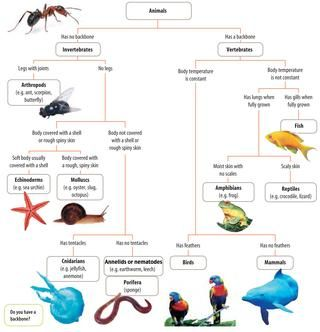 Animals
Has no backbone
Has a backbone
Invertebrates
Vertebrates
Legs with joints
No legs
Body temperature
is constant
Body temperature
is not constant
Arthropods
(e.g. ant, scorpion,
butterfly)
Has lungs when
fully grown
Has gills when
fully grown
Fish
Body covered with a shell
or rough spiny skin
Body not covered
with a shell or
rough spiny skin
Soft body usually
covered with a shell
Body covered with
a rough, spiny skin
Moist skin with
no scales
Scaly skin
Echinoderms
(e.g. sea urchin)
Molluscs
(e.g. oyster, slug,
octopus)
Amphibians
(e.g. frog)
Reptiles
(e.g. crocodile, lizard)
Has tentacles
Has no tentacles
Has feathers
Has no feathers
Cnidarians
(e.g. jellyfish,
anemone)
Annelids or nematodes
(e.g. earthworm, leech)
Porifera
(sponge)
Birds
Mammals
Do you have a
backbone?